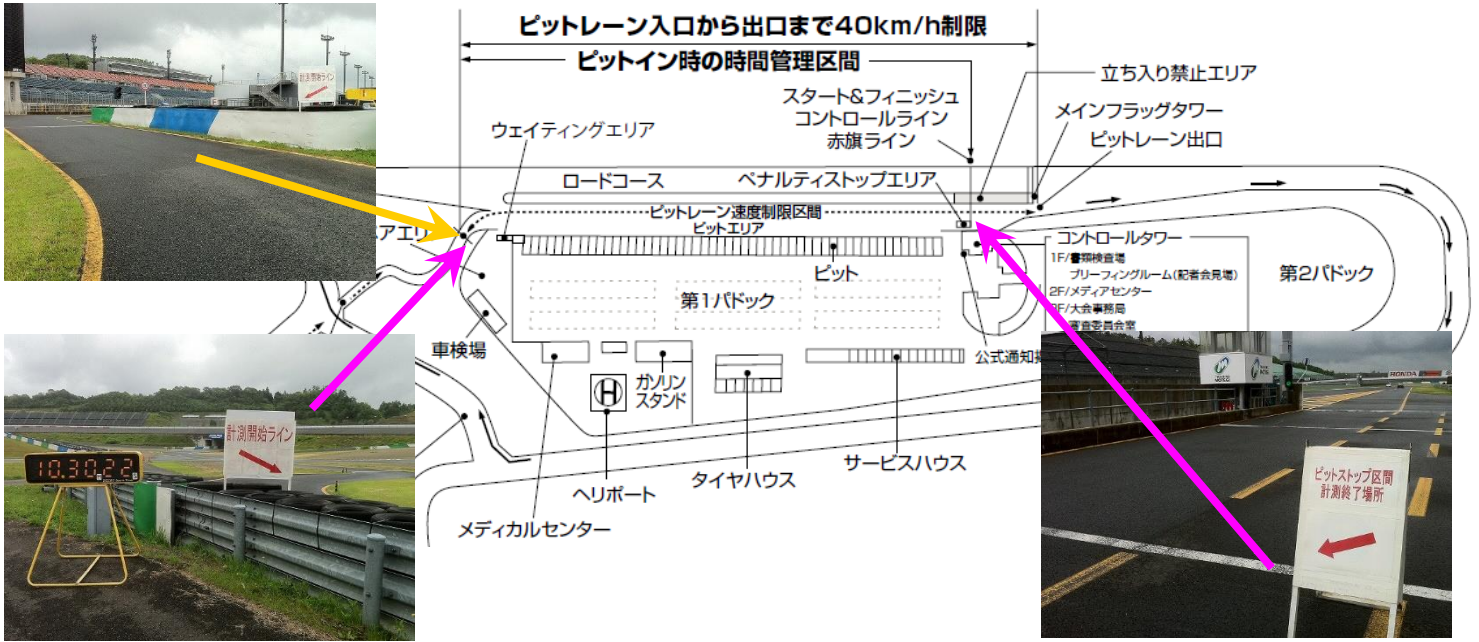 ピットレーン入口から出口まで40km/h制限
ピットイン時の時間管理区間
立ち入り禁止エリア
スタート&フィニッシュ
コントロールライン
赤旗ライン
メインフラッグタワー
ピットレーン出口
ウェイティングエリア
計測開始ライン
ロードコース
ペナルティストップエリア
ピットレーン速度制限区間
ピットエリア
アエリ
コントロールタワー
1F/書類検査場
ブリーフィングルーム(記者会見場)
2F/メディアセンター
F/大会事務局
審査委員会室
ピット
第1パドック
第2パドック
車検場
ガソリン
スタンド
公式通知
H
タイヤハウス
サービスハウス
ヘリポート
メディカルセンター
計測開始ライン
10.30.22
HONDA
ピットストップ区間
計測終了場所